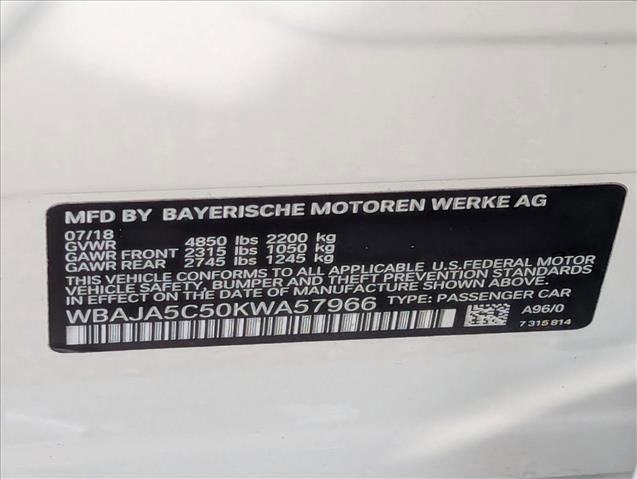 MFD BY BAYERISCHE MOTOREN WERKE AG
07/18
GVWR 4850 lbs 2200 kg
GAWR FRONT 2315 lbs 1050 kg
GAWR REAR 2745 lbs 1245 kg
THIS VEHICLE CONFORMS TO ALL APPLICABLE U.S.FEDERAL MOTOR
VEHICLE SAFETY, BUMPER AND THEFT PREVENTION STANDARDS
IN EFFECT ON THE DATE OF MANUFACTURE SHOWN ABOVE.
WBAJA5C50KWA57966 TYPE: PASSENGER CAR
A96/0
7 315 814